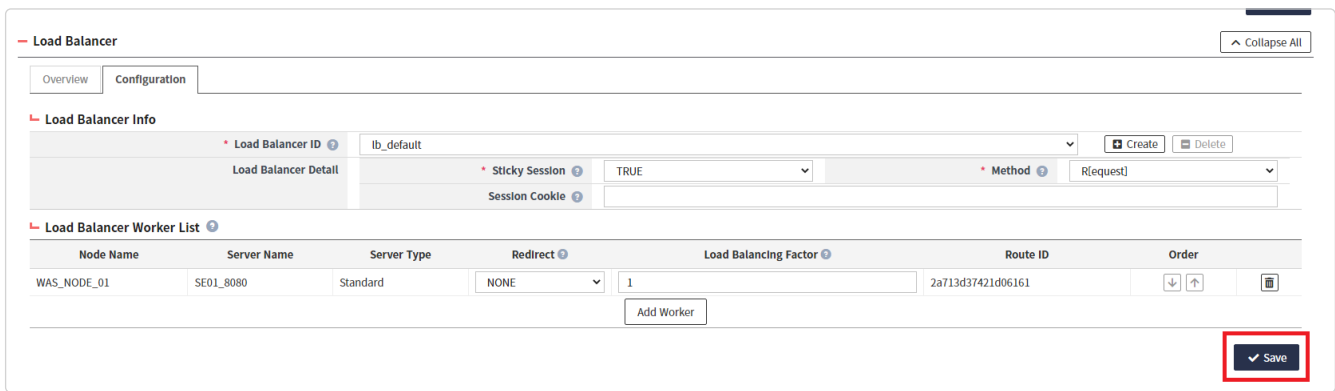 Load Balancer
Collapse All
Overview Configuration
Load Balancer Info
* Load Balancer ID ? lb_default Create Delete
Load Balancer Detail * Sticky Session ? TRUE * Method ? R[equest]
Session Cookie ?
Load Balancer Worker List ?
Node Name Server Name Server Type Redirect ? Load Balancing Factor ? Route ID Order
WAS_NODE_01 SE01_8080 Standard NONE 1 2a713d37421d06161
Add Worker
Save